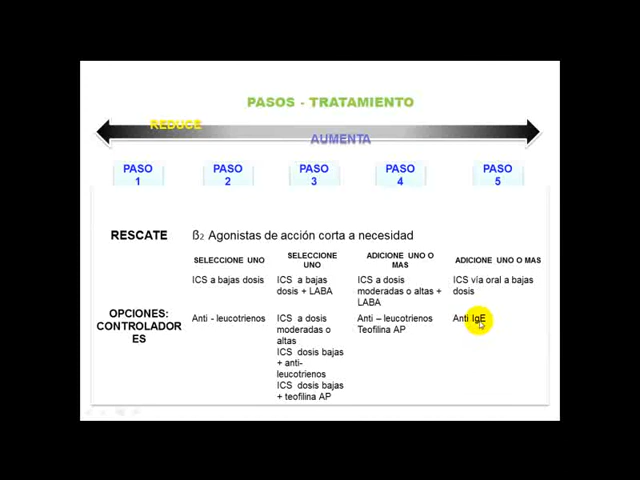 PASOS - TRATAMIENTO
REDUCE
AUMENTA
PASO
1
PASO
2
PASO
3
PASO
4
PASO
5
RESCATE
ß2 Agonistas de acción corta a necesidad
OPCIONES:
CONTROLADOR
ES
SELECCIONE UNO
ICS a bajas dosis
Anti - leucotrienos
SELECCIONE
UNO
ICS a bajas
dosis + LABA
ICS a dosis
moderadas o
altas
ICS dosis bajas
+ anti-
leucotrienos
ICS dosis bajas
+ teofilina AP
ADICIONE UNO O
MAS
ICS a dosis
moderadas o altas +
LABA
Anti – leucotrienos
Teofilina AP
ADICIONE UNO O MAS
ICS vía oral a bajas
dosis
Anti IgE